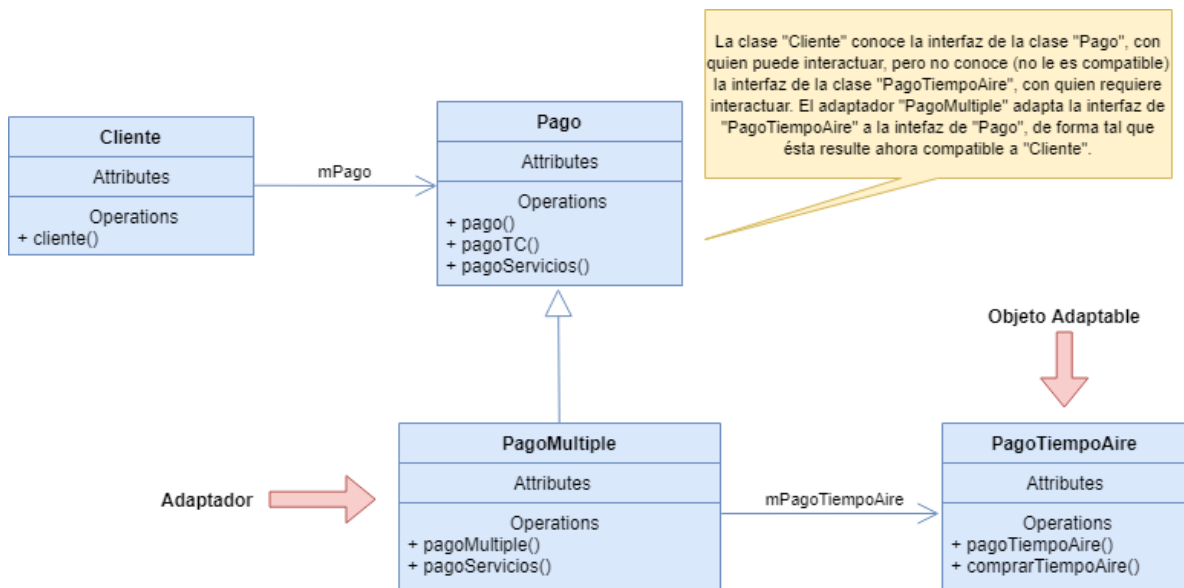 La clase "Cliente" conoce la interfaz de la clase "Pago", con
quien puede interactuar, pero no conoce (no le es compatible)
la interfaz de la clase "PagoTiempoAire", con quien requiere
interactuar. El adaptador "PagoMultiple" adapta la interfaz de
"PagoTiempoAire" a la intefaz de "Pago", de forma tal que
ésta resulte ahora compatible a "Cliente".
Cliente
Attributes
Operations
+ cliente()
mPago
Pago
Attributes
Operations
+ pago()
+ pagoTC()
+ pagoServicios()
Objeto Adaptable
Adaptador
PagoMultiple
Attributes
Operations
+ pagoMultiple()
+ pagoServicios()
mPagoTiempoAire
PagoTiempoAire
Attributes
Operations
+ pagoTiempoAire()
+ comprarTiempoAire()